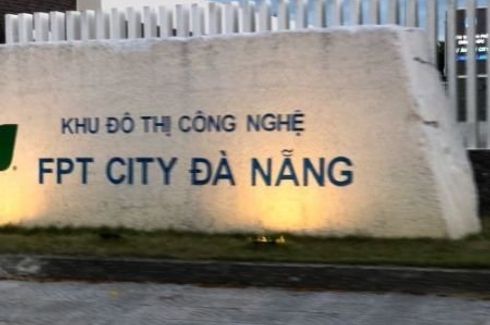 KHU ĐÔ THỊ CÔNG NGHỆ
FPT CITY ĐÀ NẴNG